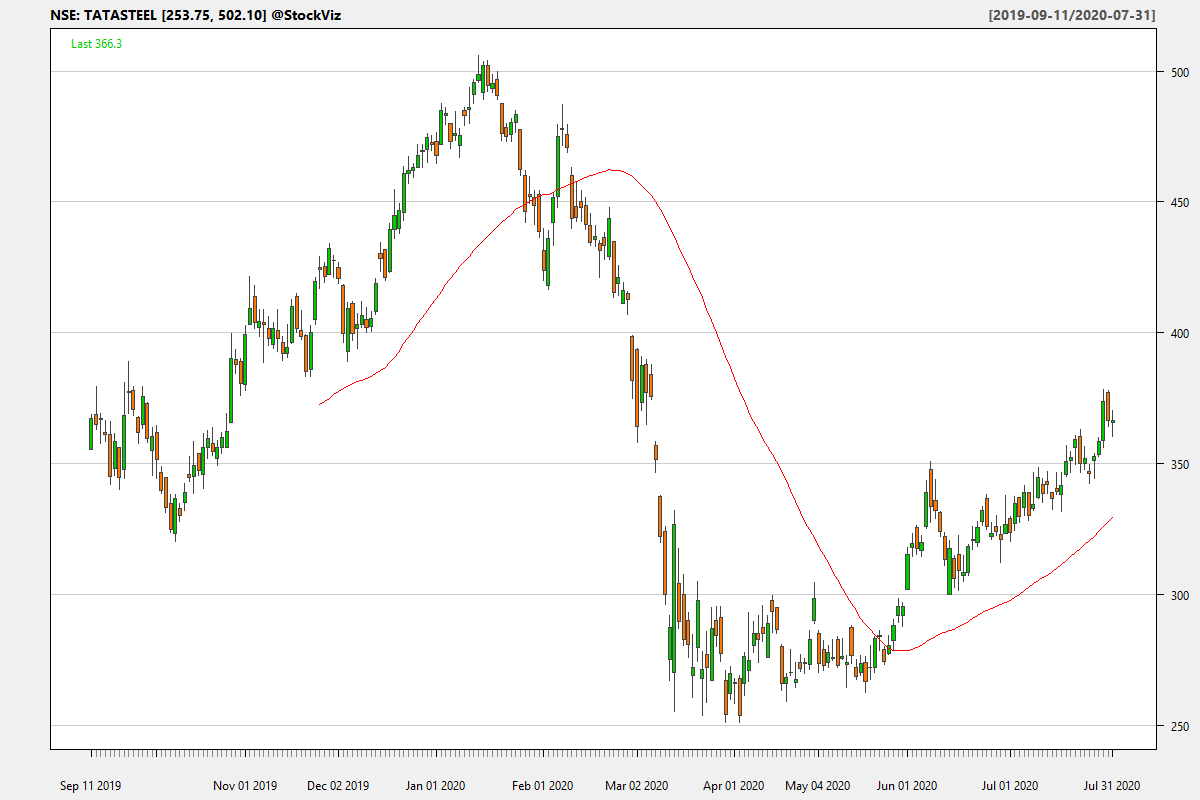 NSE: TATASTEEL [253.75, 502.10] @StockViz [2019-09-11/2020-07-31]
Last 366.3
500
450
400
350
300
250
Sep 11 2019 Nov 01 2019 Dec 02 2019 Jan 01 2020 Feb 01 2020 Mar 02 2020 Apr 01 2020 May 04 2020 Jun 01 2020 Jul 01 2020 Jul 31 2020